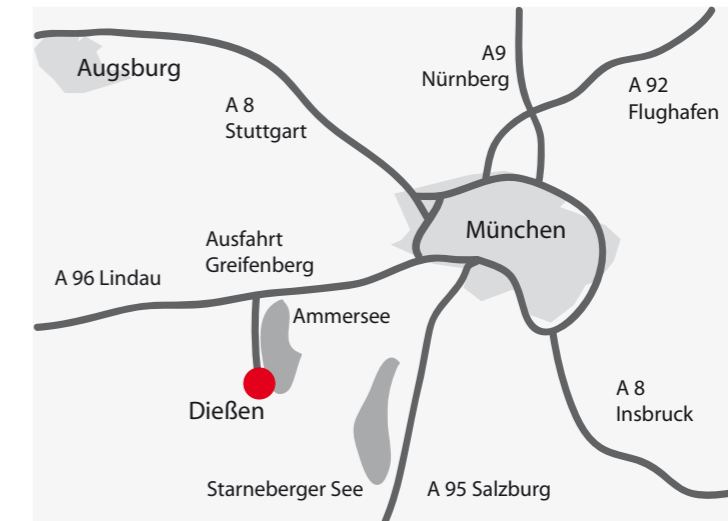 Augsburg
A 8
Stuttgart
A9
Nürnberg
A 92
Flughafen
München
Ausfahrt
Greifenberg
A 96 Lindau
Ammersee
Dießen
A 8
Insbruck
Starneberger See
A 95 Salzburg